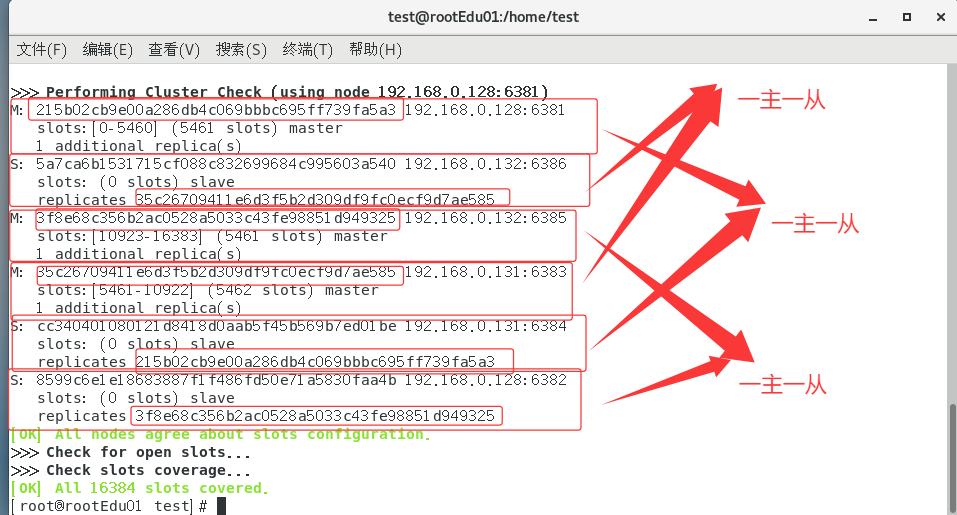 test@rootEdu01:/home/test
文件(F) 编辑(E) 查看(V) 搜索(S) 终端(T) 帮助(H)
>>> Performing Cluster Check (using node 192.168.0.128:6381)
M: 215b02cb9e00a286db4c069bbbc695ff739fa5a3 192.168.0.128:6381
slots:[0-5460] (5461 slots) master
1 additional replica(s)
S: 5a7ca6b1531715cf088c832699684c995603a540 192.168.0.132:6386
slots: (0 slots) slave
replicates 35c26709411e6d3f5b2d309df9fc0ecf9d7ae585
M: 3f8e68c356b2ac0528a5033c43fe98851d949325 192.168.0.132:6385
slots:[10923-16383] (5461 slots) master
1 additional replica(s)
M: 35c26709411e6d3f5b2d309df9fc0ecf9d7ae585 192.168.0.131:6383
slots:[5461-10922] (5462 slots) master
1 additional replica(s)
S: cc340401080121d8418d0aab5f45b569b7ed01be 192.168.0.131:6384
slots: (0 slots) slave
replicates 215b02cb9e00a286db4c069bbbc695ff739fa5a3
S: 8599c6e1e18683887f1f486fd50e71a5830faa4b 192.168.0.128:6382
slots: (0 slots) slave
replicates 3f8e68c356b2ac0528a5033c43fe98851d949325
[OK] All nodes agree about slots configuration.
>>> Check for open slots...
>>> Check slots coverage...
[OK] All 16384 slots covered.
[root@rootEdu01 test]#
一主一从
一主一从
一主一从